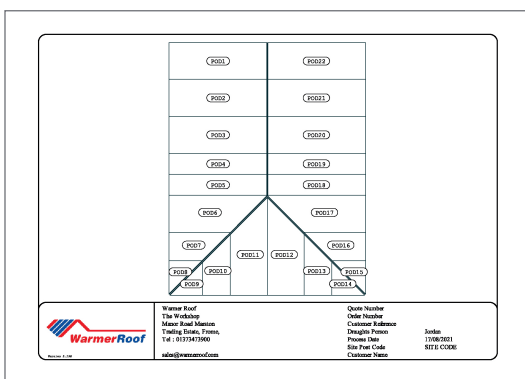 POD1
POD22
POD2
POD21
POD3
POD20
POD4
POD19
POD5
POD18
POD6
POD17
POD7
POD16
POD11
POD12
POD8
POD10
POD13
POD15
POD9
POD14
WarmerRoof
Warmer Roof
The Workshop
Manor Road Marston
Trading Estate, Frome,
Tel : 01373473900
sales@warmerroof.com
Quote Number
Order Number
Customer Reference
Draughts Person Jordan
Process Date 17/08/2021
Site Post Code SITE CODE
Customer Name